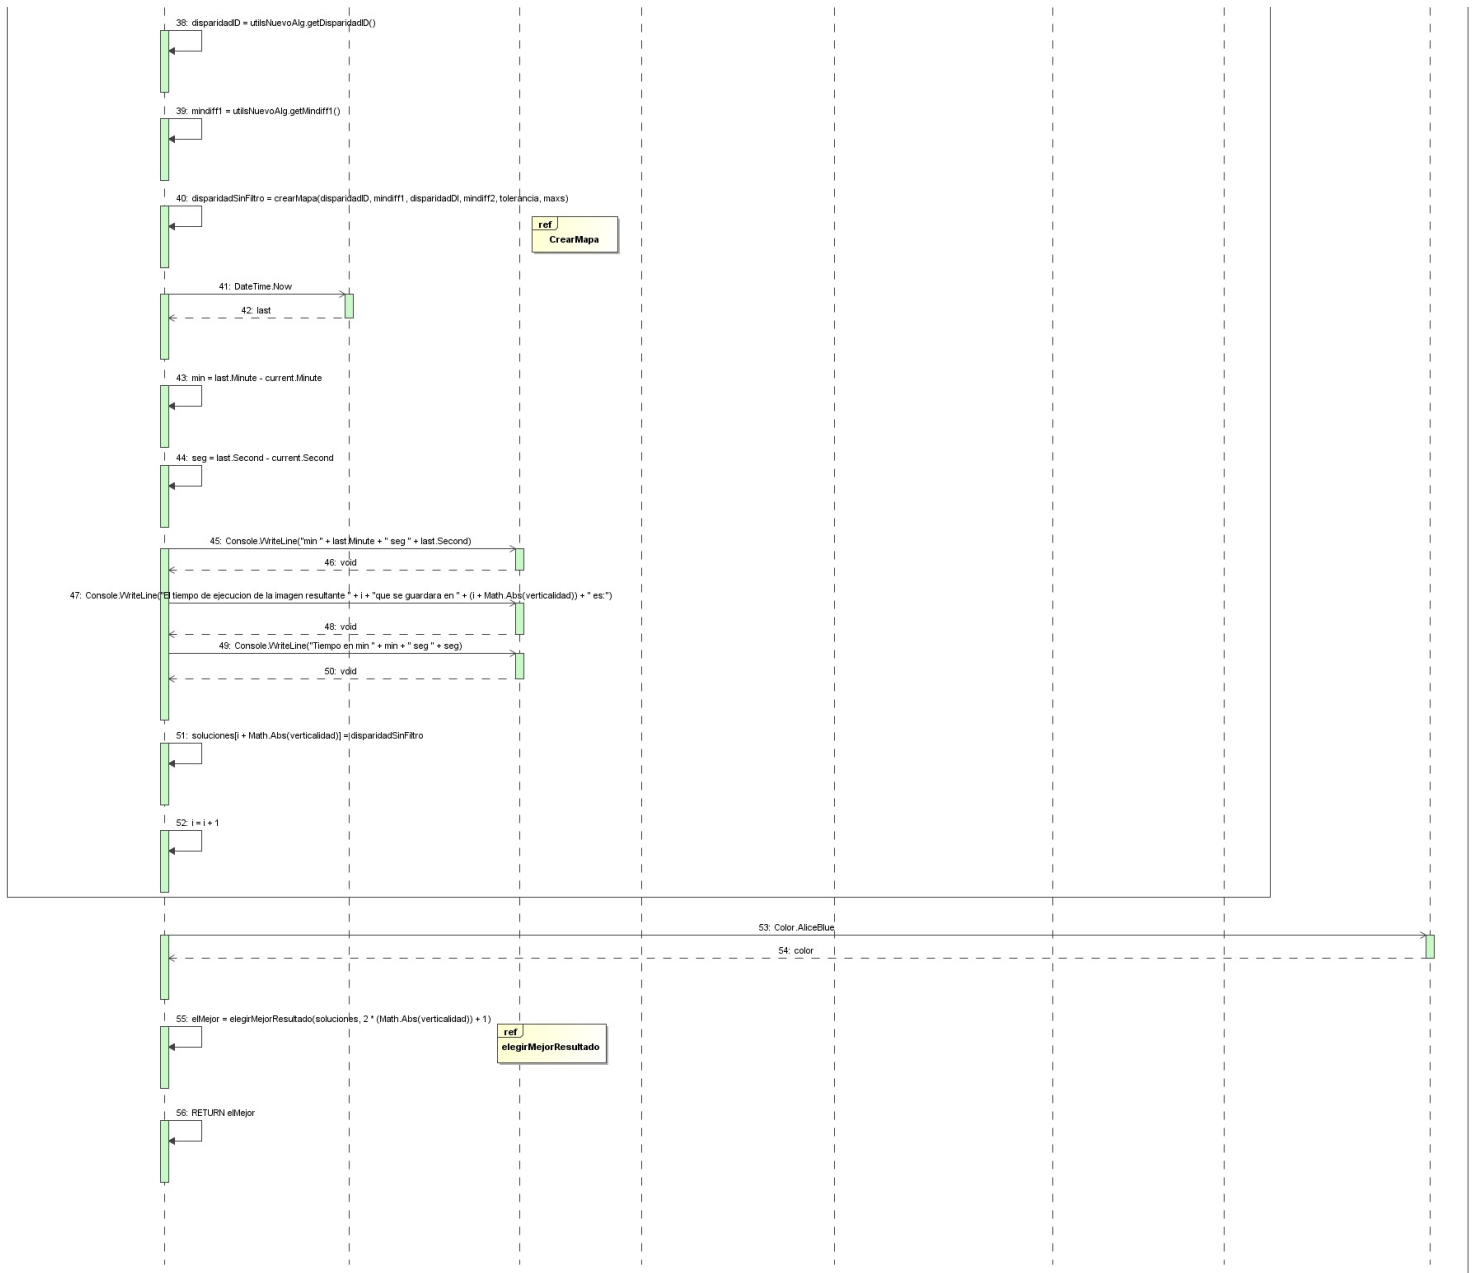 38: disparidadID = utilsNuevoAlg.getDisparidadID()
39: mindiff1 = utilsNuevoAlg.getMindiff1()
40: disparidadSinFiltro = crearMapa(disparidadID, mindiff1, disparidadDI, mindiff2, tolerancia, maxs)
ref
CrearMapa
41: DateTime.Now
42: last
43: min = last.Minute - current.Minute
44: seg = last.Second - current.Second
45: Console.WriteLine("min " + last.Minute + " seg " + last.Second)
46: void
47: Console.WriteLine("El tiempo de ejecucion de la imagen resultante " + i + "que se guardara en " + (i + Math.Abs(verticalidad)) + " es:")
48: void
49: Console.WriteLine("Tiempo en min " + min + " seg " + seg)
50: void
51: soluciones[i + Math.Abs(verticalidad)] = disparidadSinFiltro
52: i = i + 1
53: Color.AliceBlue
54: color
55: elMejor = elegirMejorResultado(soluciones, 2 * (Math.Abs(verticalidad)) + 1)
ref
elegirMejorResultado
56: RETURN elMejor